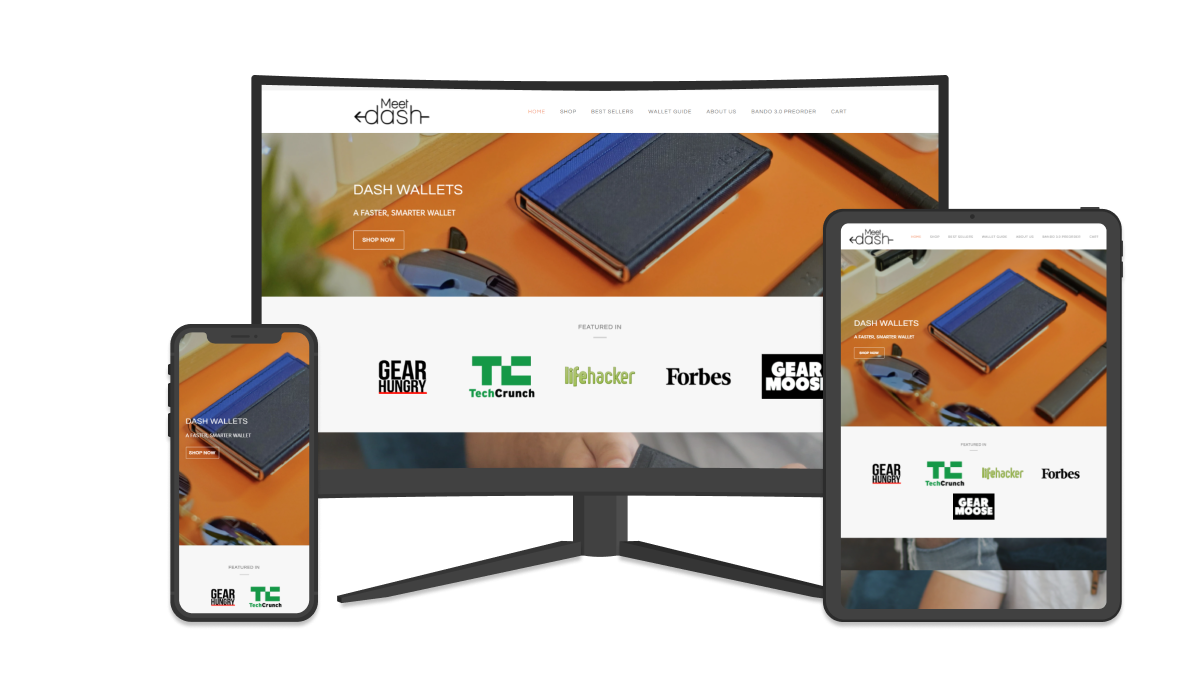 Meet
dash
HOME SHOP BEST SELLERS WALLET GUIDE ABOUT US BANDO 3.0 PREORDER CART
DASH WALLETS
A FASTER, SMARTER WALLET
SHOP NOW
FEATURED IN
GEAR
HUNGRY
TC
TechCrunch
lifehacker
Forbes
GEAR
MOOSE
DASH WALLETS
A FASTER, SMARTER WALLET
SHOP NOW
FEATURED IN
GEAR
HUNGRY
TC
TechCrunch
Meet
dash
HOME SHOP BEST SELLERS WALLET GUIDE ABOUT US BANDO 3.0 PREORDER CART
DASH WALLETS
A FASTER, SMARTER WALLET
SHOP NOW
FEATURED IN
GEAR
HUNGRY
TC
TechCrunch
lifehacker
Forbes
GEAR
MOOSE